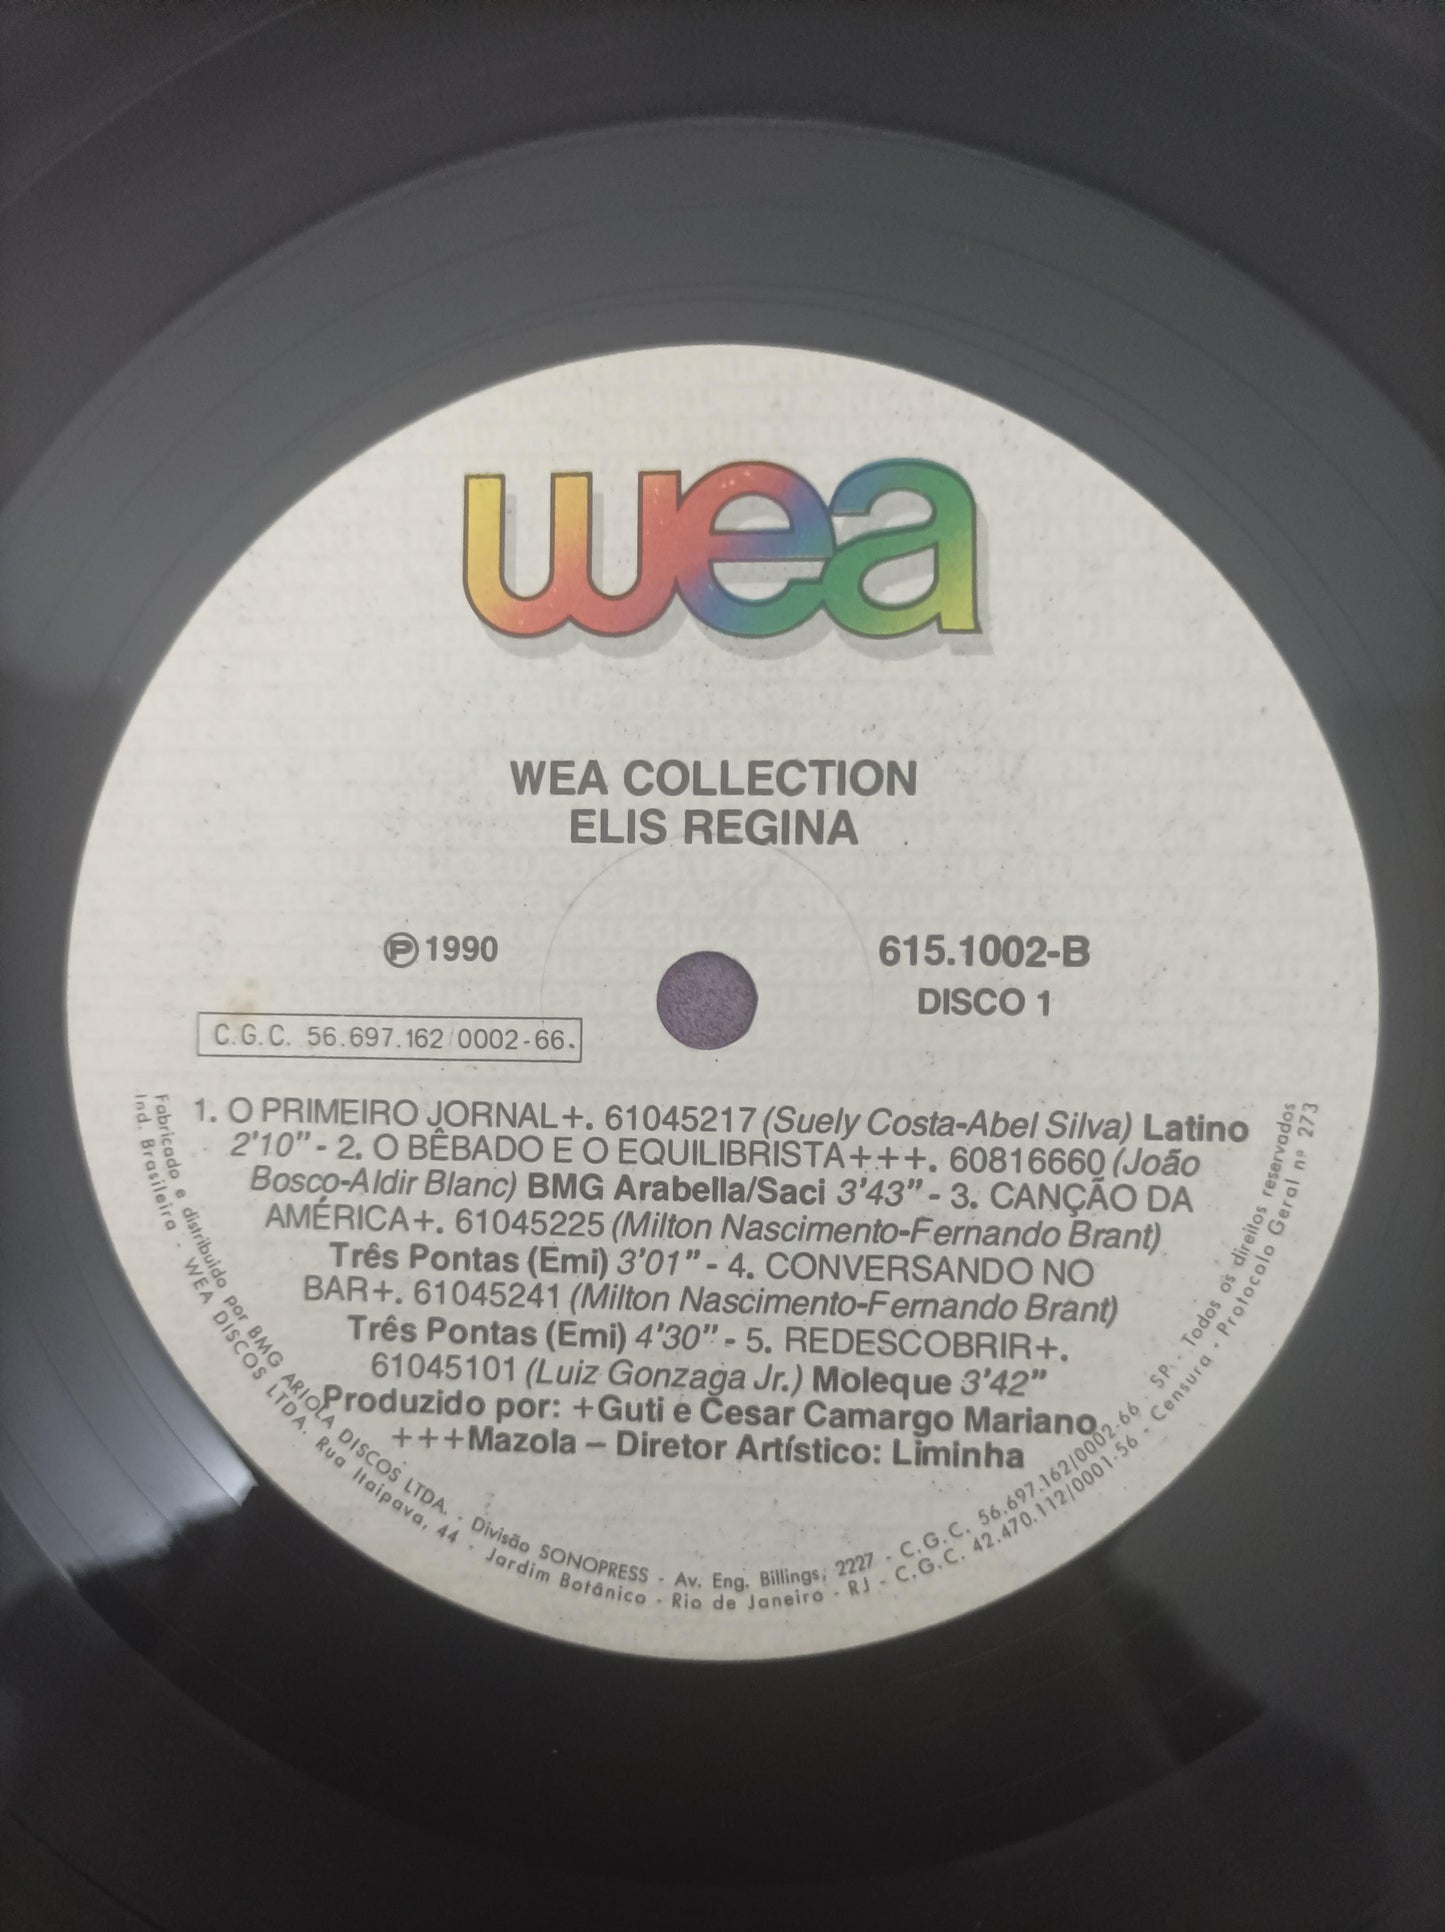 wea
WEA COLLECTION
ELIS REGINA
Ⓟ 1990
615.1002-B
DISCO 1
C.G.C. 56.697.162/0002-66.
1. O PRIMEIRO JORNAL+. 61045217 (Suely Costa-Abel Silva) Latino
2'10" - 2. O BÊBADO E O EQUILIBRISTA+++. 60816660 (João
Bosco-Aldir Blanc) BMG Arabella/Saci 3'43" - 3. CANÇÃO DA
AMÉRICA+. 61045225 (Milton Nascimento-Fernando Brant)
Três Pontas (Emi) 3'01" - 4. CONVERSANDO NO
BAR+. 61045241 (Milton Nascimento-Fernando Brant)
Três Pontas (Emi) 4'30" - 5. REDESCOBRIR+.
61045101 (Luiz Gonzaga Jr.) Moleque 3'42"
Produzido por: +Guti e Cesar Camargo Mariano
+++Mazola – Diretor Artístico: Liminha
Fabricado e distribuído por BMG ARIOLA DISCOS LTDA. - Divisão SONOPRESS - Av. Eng. Billings, 2227 - C.G.C. 56.697.162/0002-66 - SP. - Todos os direitos reservados
Ind. Brasileira - WEA DISCOS LTDA. Rua Itaipava, 44 - Jardim Botânico - Rio de Janeiro - RJ - C.G.C. 42.470.112/0001-56 - Censura - Protocolo Geral nº 273